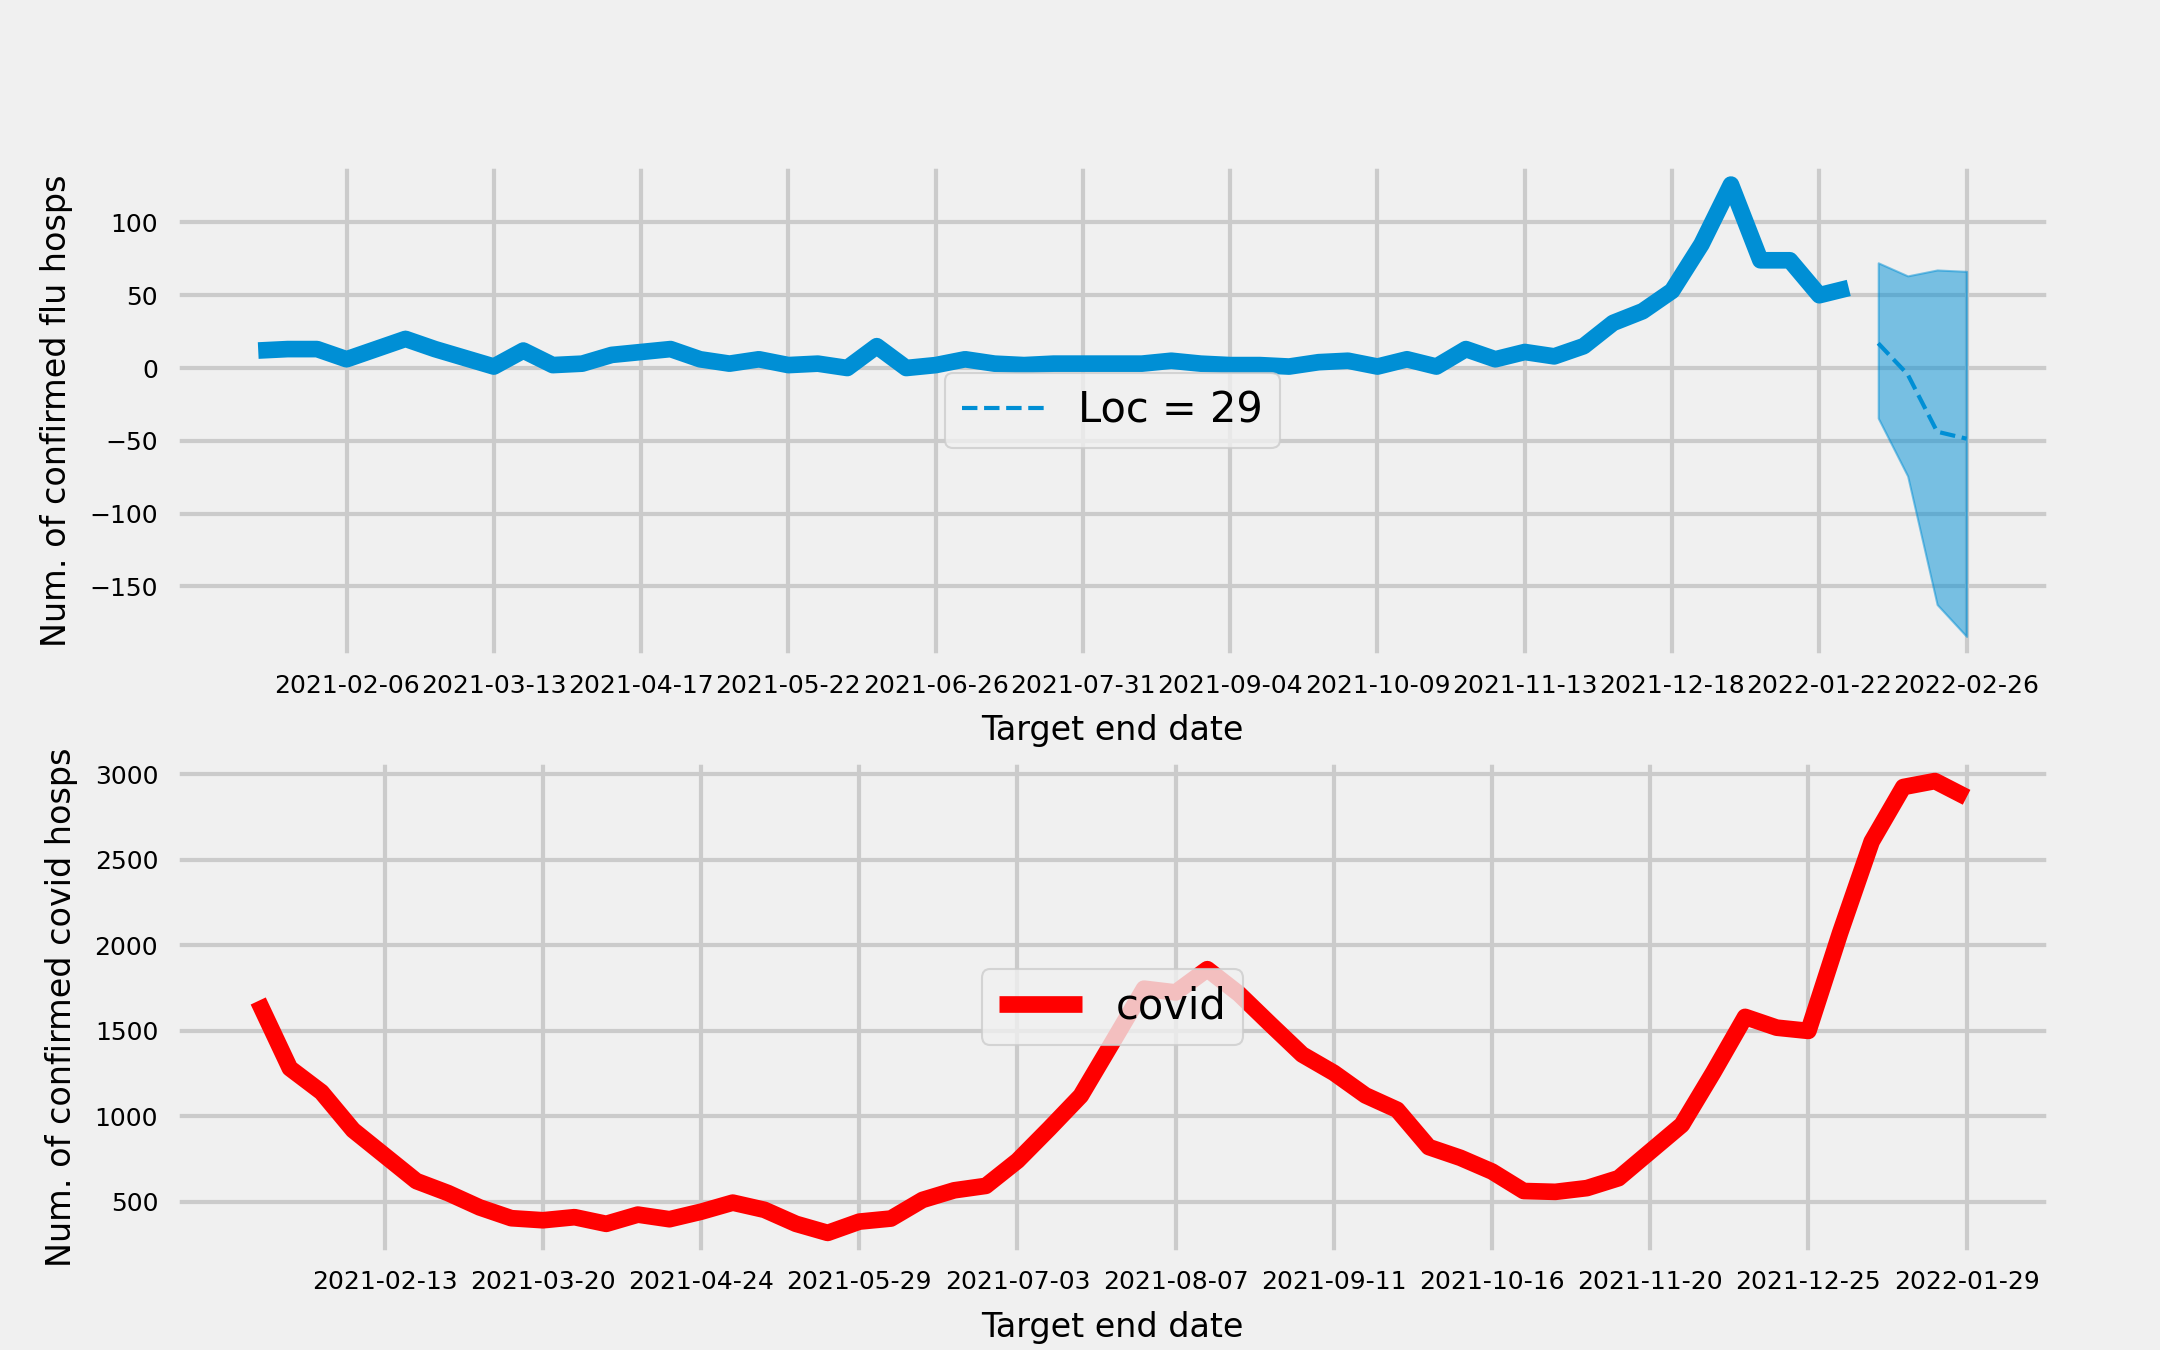 Num. of confirmed flu hosps
100
50
0
−50
−100
−150
Loc = 29
2021-02-06 2021-03-13 2021-04-17 2021-05-22 2021-06-26 2021-07-31 2021-09-04 2021-10-09 2021-11-13 2021-12-18 2022-01-22 2022-02-26
Target end date
Num. of confirmed covid hosps
3000
2500
2000
1500
1000
500
covid
2021-02-13 2021-03-20 2021-04-24 2021-05-29 2021-07-03 2021-08-07 2021-09-11 2021-10-16 2021-11-20 2021-12-25 2022-01-29
Target end date